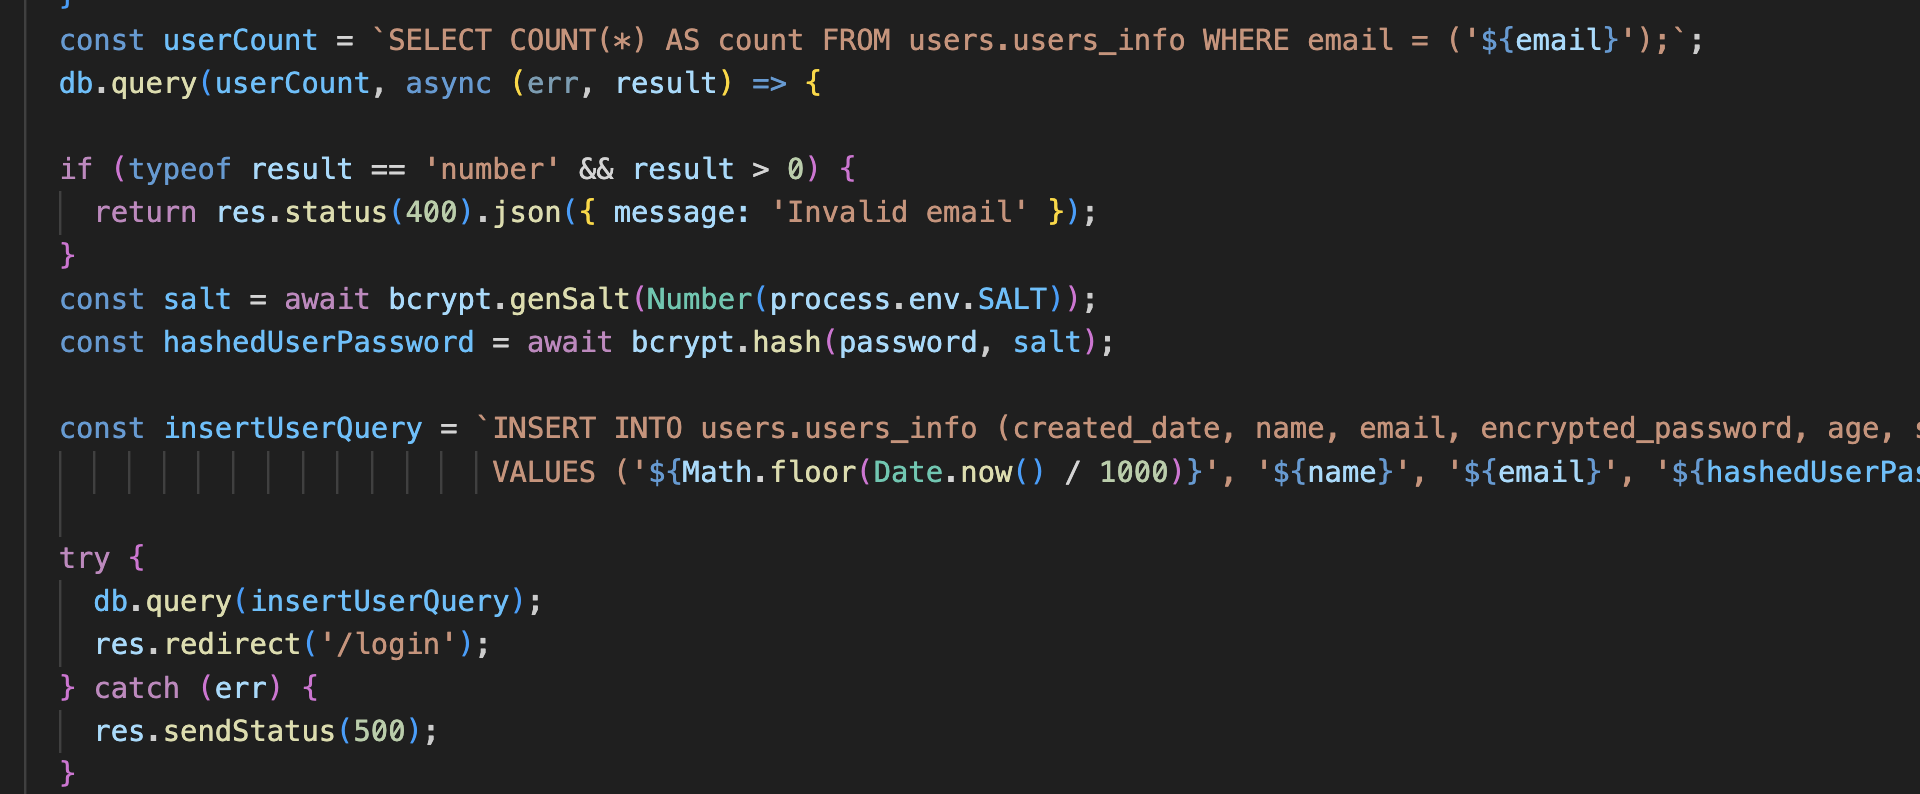 }
const userCount = `SELECT COUNT(*) AS count FROM users.users_info WHERE email = ('${email}');`;
db.query(userCount, async (err, result) => {
if (typeof result == 'number' && result > 0) {
return res.status(400).json({ message: 'Invalid email' });
}
const salt = await bcrypt.genSalt(Number(process.env.SALT));
const hashedUserPassword = await bcrypt.hash(password, salt);
const insertUserQuery = `INSERT INTO users.users_info (created_date, name, email, encrypted_password, age, s
VALUES ('${Math.floor(Date.now() / 1000)}', '${name}', '${email}', '${hashedUserPas
try {
db.query(insertUserQuery);
res.redirect('/login');
} catch (err) {
res.sendStatus(500);
}